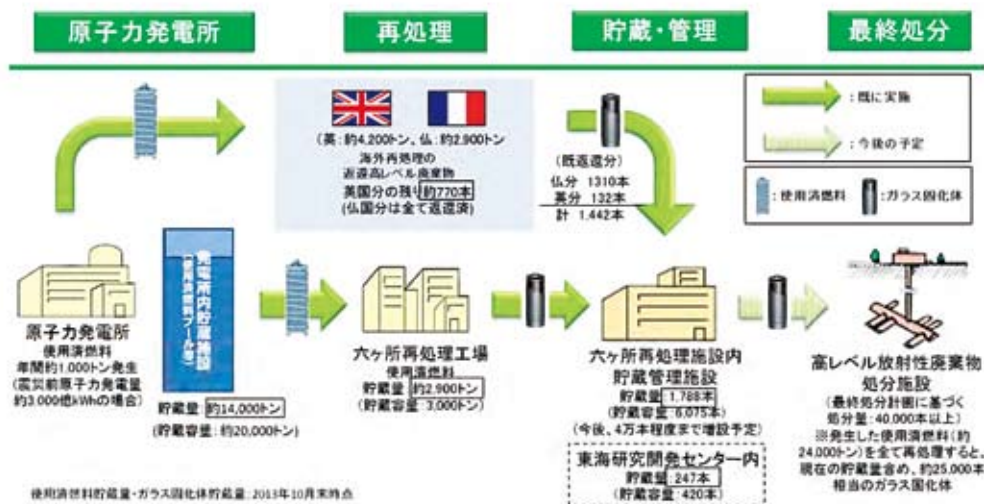 原子力発電所
再処理
貯蔵・管理
最終処分
(英:約4,200トン、仏:約2,900トン
海外再処理の
返還高レベル廃棄物
英国分の残り約770本
(仏国分は全て返還済)
(既返還分)
仏分 1310本
英分 132本
計 1,442本
:既に実施
:今後の予定
:使用済燃料
:ガラス固化体
原子力発電所
使用済燃料
年間約1,000トン発生
(震災前原子力発電量
約3,000億kWhの場合)
発電所内貯蔵施設
(使用済燃料プール等)
貯蔵量 約14,000トン
(貯蔵容量:約20,000トン)
六ヶ所再処理工場
使用済燃料
貯蔵量 約2,900トン
(貯蔵容量:3,000トン)
六ヶ所再処理施設内
貯蔵管理施設
貯蔵量 1,788本
(貯蔵容量:6,075本)
(今後、4万本程度まで増設予定)
東海研究開発センター内
貯蔵量:247本
(貯蔵容量:420本)
高レベル放射性廃棄物
処分施設
(最終処分計画に基づく
処分量:40,000本以上)
※発生した使用済燃料(約
24,000トン)を全て再処理すると、
現在の貯蔵量含め、約25,000本
相当のガラス固化体
使用済燃料貯蔵量・ガラス固化体貯蔵量:2013年10月末時点